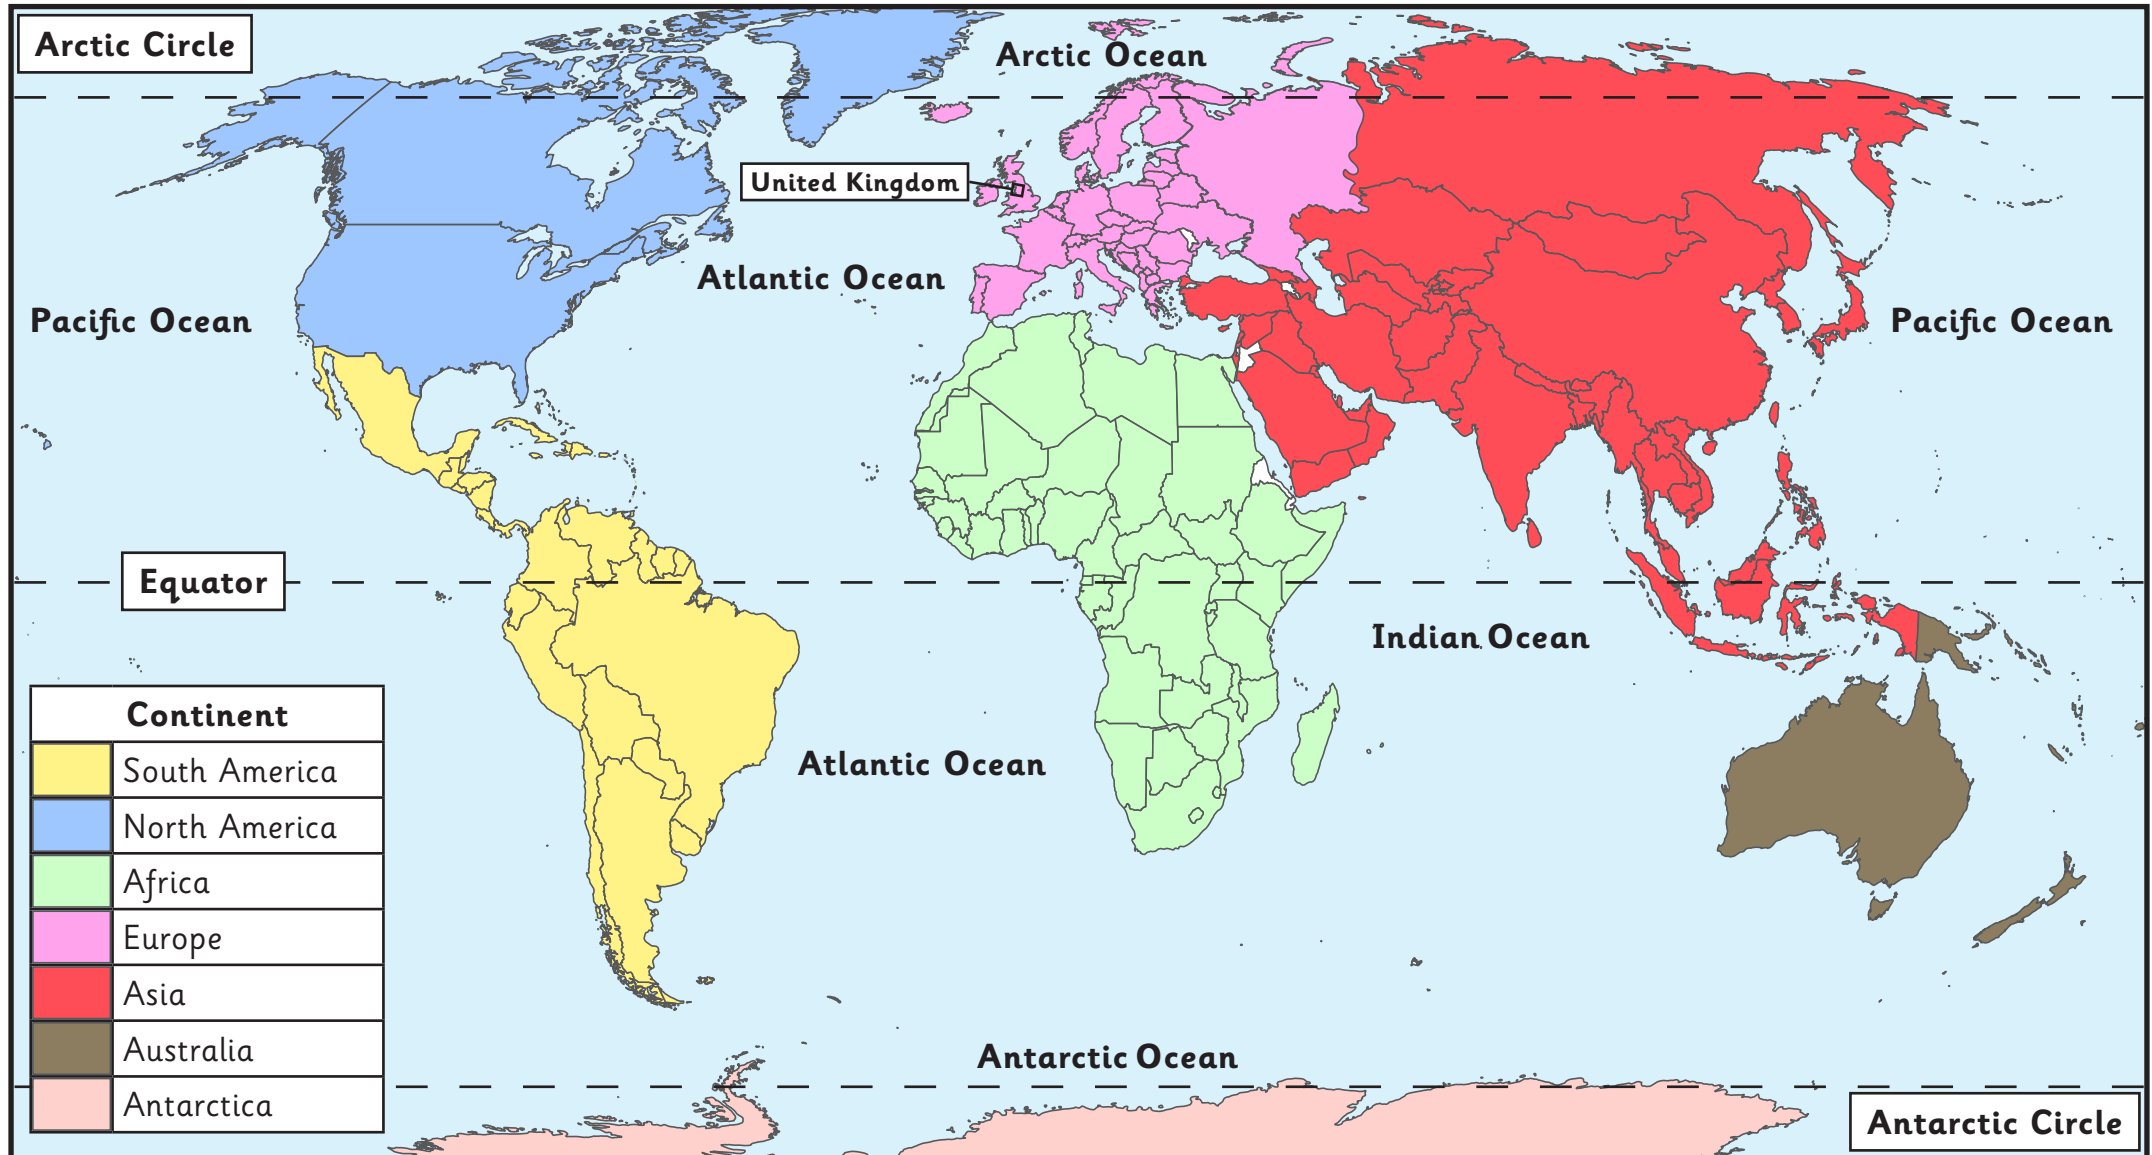 Arctic Circle
Arctic Ocean
United Kingdom
Atlantic Ocean
Pacific Ocean
Pacific Ocean
Equator
Indian Ocean
Atlantic Ocean
Continent
South America
North America
Africa
Europe
Asia
Australia
Antarctica
Antarctic Ocean
Antarctic Circle